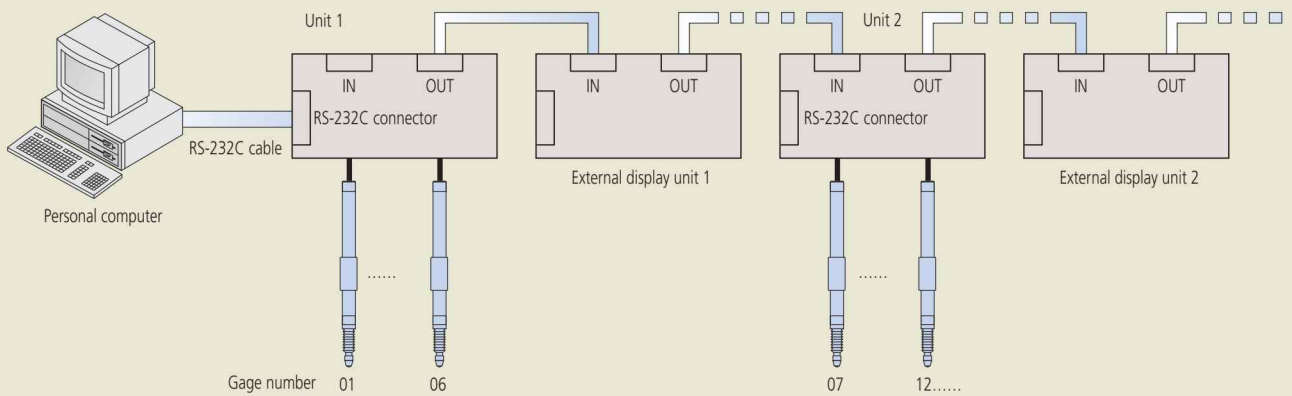 Unit 1
Unit 2
IN
OUT
IN
OUT
IN
OUT
IN
OUT
RS-232C connector
RS-232C connector
RS-232C cable
External display unit 1
External display unit 2
Personal computer
......
......
Gage number 01 06 07 12......